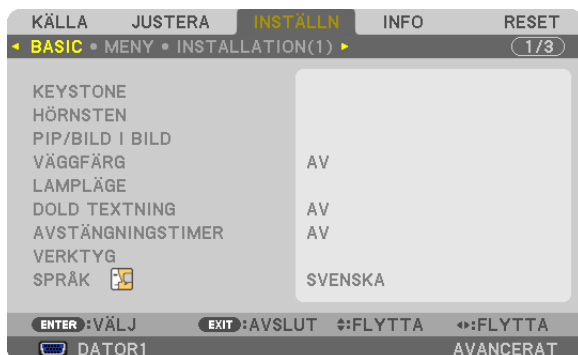 KÄLLA JUSTERA INSTÄLLN INFO RESET
BASIC • MENY • INSTALLATION(1) 1/3
KEYSTONE
HÖRNSTEN
PIP/BILD I BILD
VÄGGFÄRG AV
LAMPLÄGE
DOLD TEXTNING AV
AVSTÄNGNINGSTIMER AV
VERKTYG
SPRÅK SVENSKA
ENTER:VÄLJ EXIT:AVSLUT :FLYTTA :FLYTTA
DATOR1 AVANCERAT